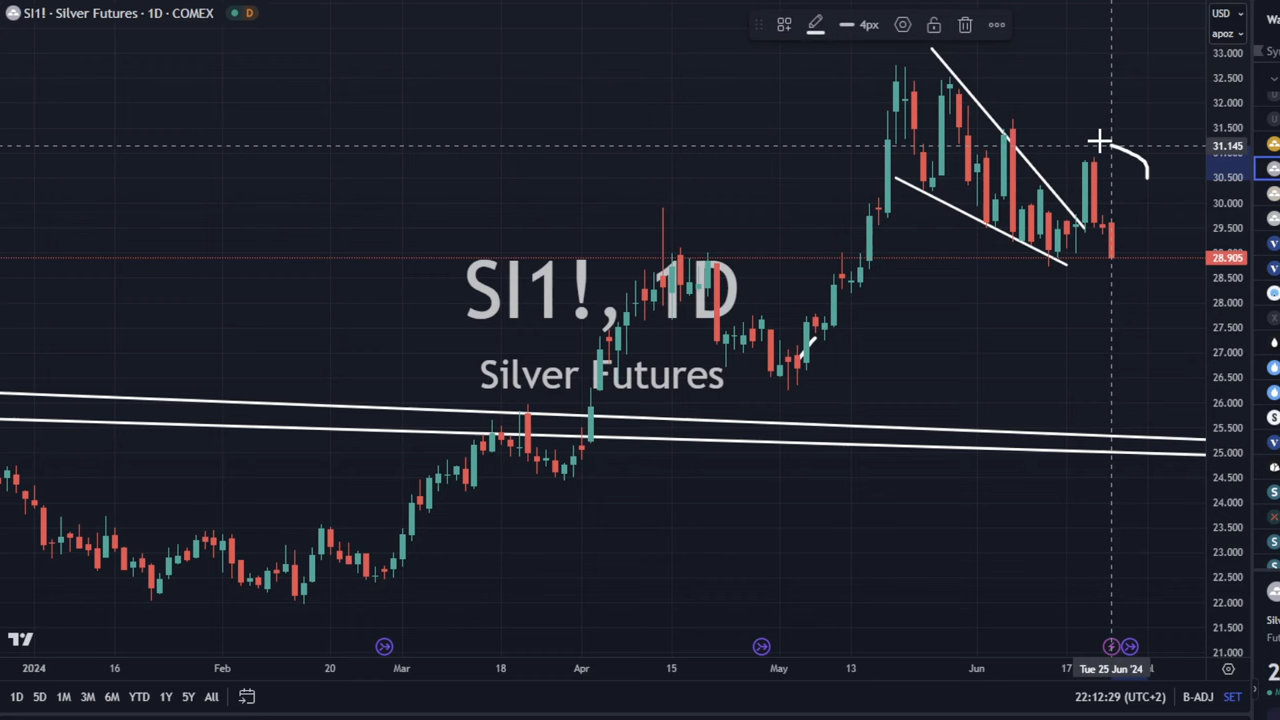 SI1! · Silver Futures · 1D · COMEX
D
4px
USD
apoz
33.000
32.500
32.000
31.500
31.145
30.500
30.000
29.500
28.905
28.500
28.000
27.500
27.000
26.500
26.000
25.500
25.000
24.500
24.000
23.500
23.000
22.500
22.000
21.500
21.000
SI1!, 1D
Silver Futures
2024
16
Feb
20
Mar
18
Apr
15
May
13
Jun
17
Tue 25 Jun '24
1D
5D
1M
3M
6M
YTD
1Y
5Y
All
22:12:29 (UTC+2)
B-ADJ
SET